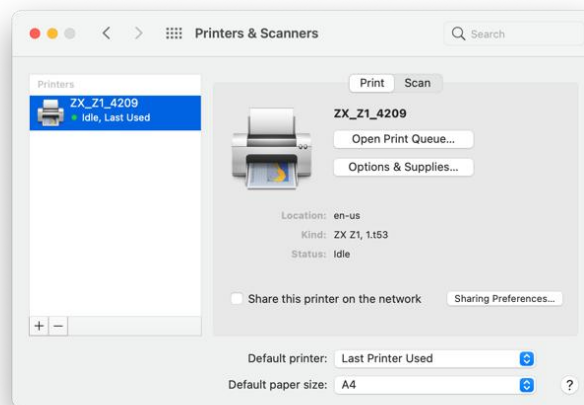 Printers & Scanners
Search
Printers
ZX_Z1_4209
Idle, Last Used
Print Scan
ZX_Z1_4209
Open Print Queue...
Options & Supplies...
Location: en-us
Kind: ZX Z1, 1.t53
Status: Idle
Share this printer on the network
Sharing Preferences...
+ −
Default printer: Last Printer Used
Default paper size: A4
?